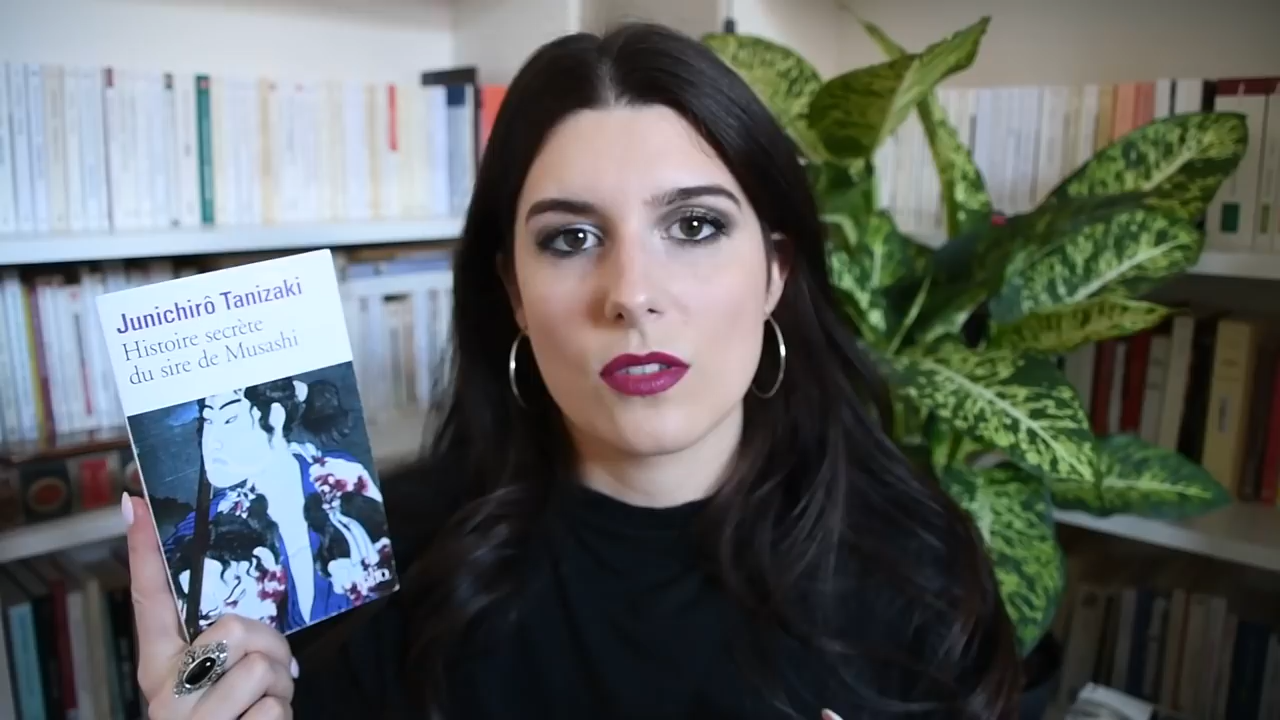 Junichirô Tanizaki
Histoire secrète
du sire de Musashi